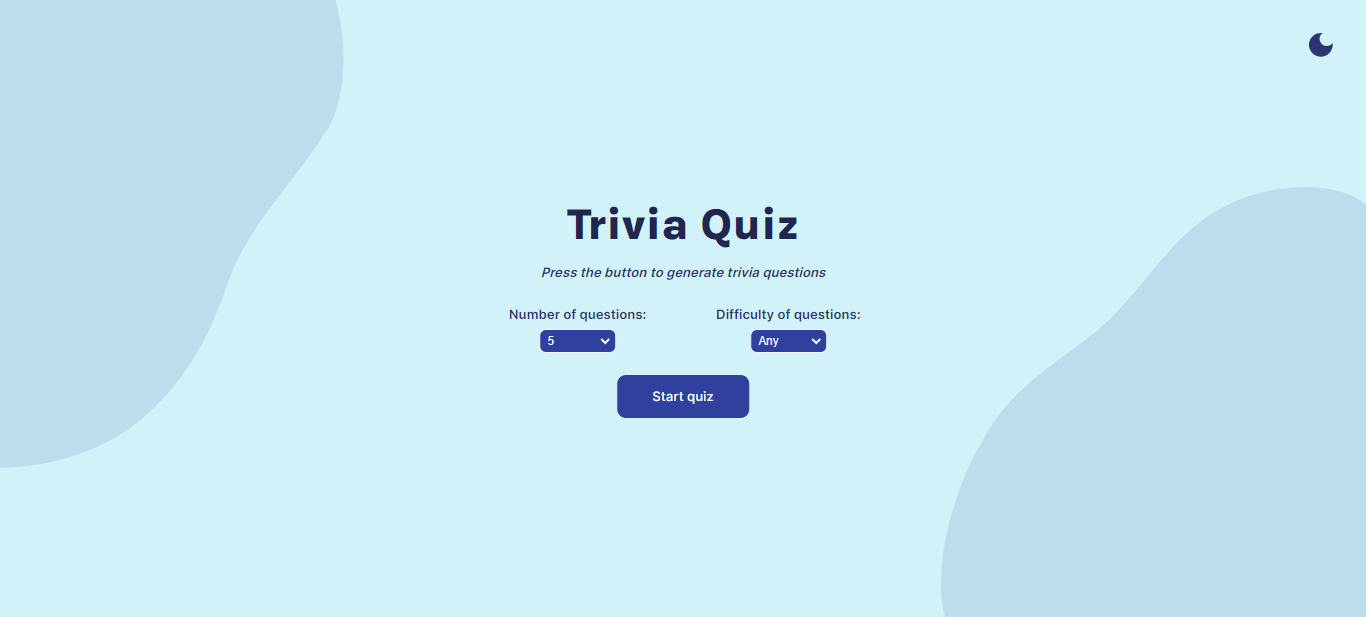 Trivia Quiz
Press the button to generate trivia questions
Number of questions: Difficulty of questions:
5 Any
Start quiz